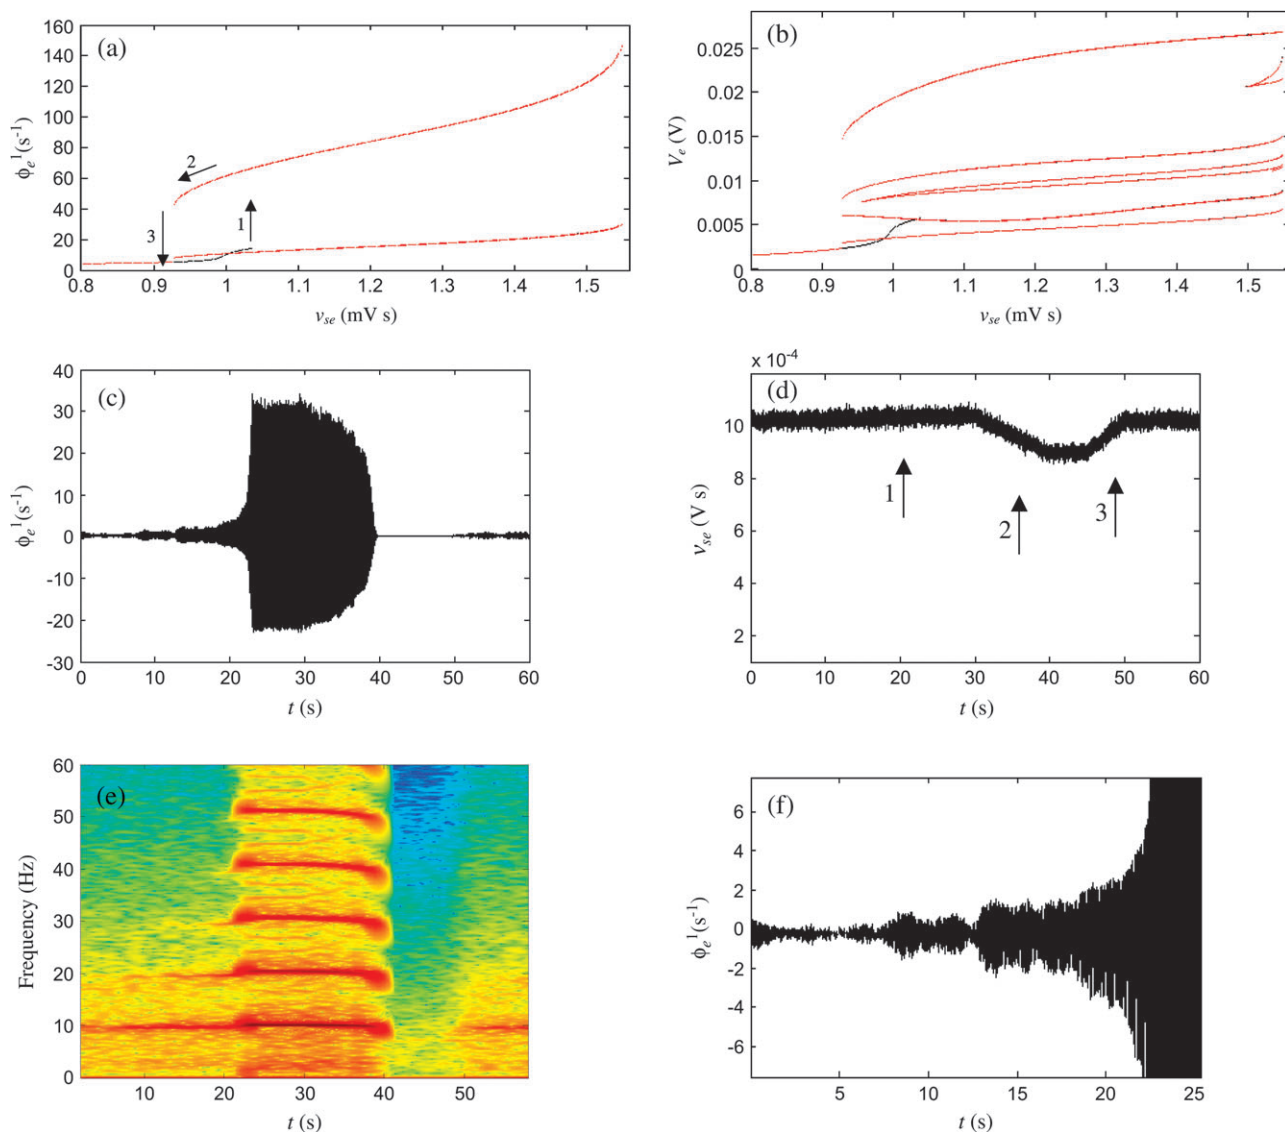 (a)
160
140
120
100
80
60
40
20
0
ϕₑ¹(s⁻¹)
2
3
1
0.8 0.9 1 1.1 1.2 1.3 1.4 1.5
νₛₑ (mV s)
(b)
0.025
0.02
0.015
0.01
0.005
0
Vₑ (V)
0.8 0.9 1 1.1 1.2 1.3 1.4 1.5
νₛₑ (mV s)
(c)
40
30
20
10
0
-10
-20
-30
ϕₑ¹(s⁻¹)
0 10 20 30 40 50 60
t (s)
x 10⁻⁴
(d)
10
8
6
4
2
νₛₑ (V s)
1
2
3
0 10 20 30 40 50 60
t (s)
(e)
60
50
40
30
20
10
0
Frequency (Hz)
10 20 30 40 50
t (s)
(f)
6
4
2
0
-2
-4
-6
ϕₑ¹(s⁻¹)
5 10 15 20 25
t (s)